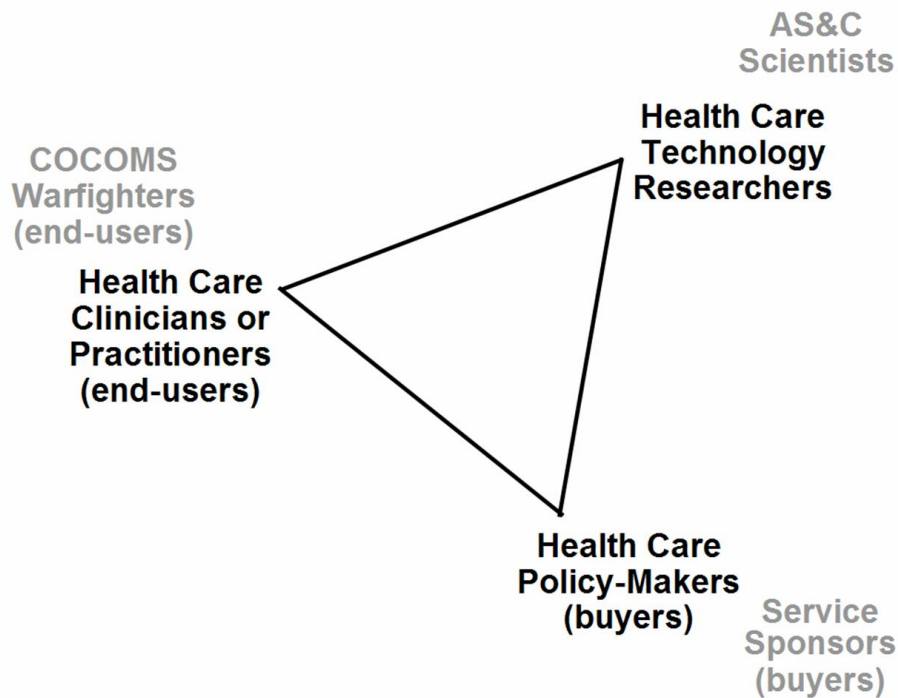 AS&C
Scientists
Health Care
Technology
Researchers
COCOMS
Warfighters
(end-users)
Health Care
Clinicians or
Practitioners
(end-users)
Health Care
Policy-Makers
(buyers)
Service
Sponsors
(buyers)